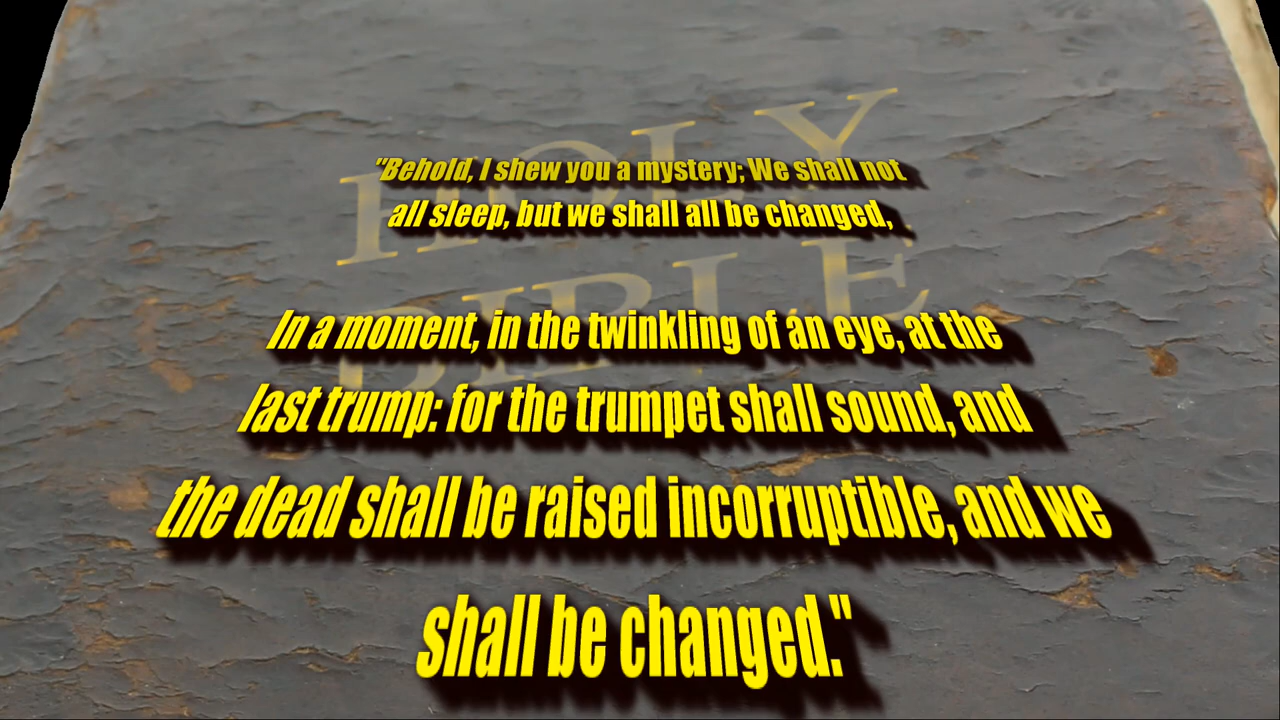 HOLY
BIBLE
"Behold, I shew you a mystery; We shall not
all sleep, but we shall all be changed,
In a moment, in the twinkling of an eye, at the
last trump: for the trumpet shall sound, and
the dead shall be raised incorruptible, and we
shall be changed."